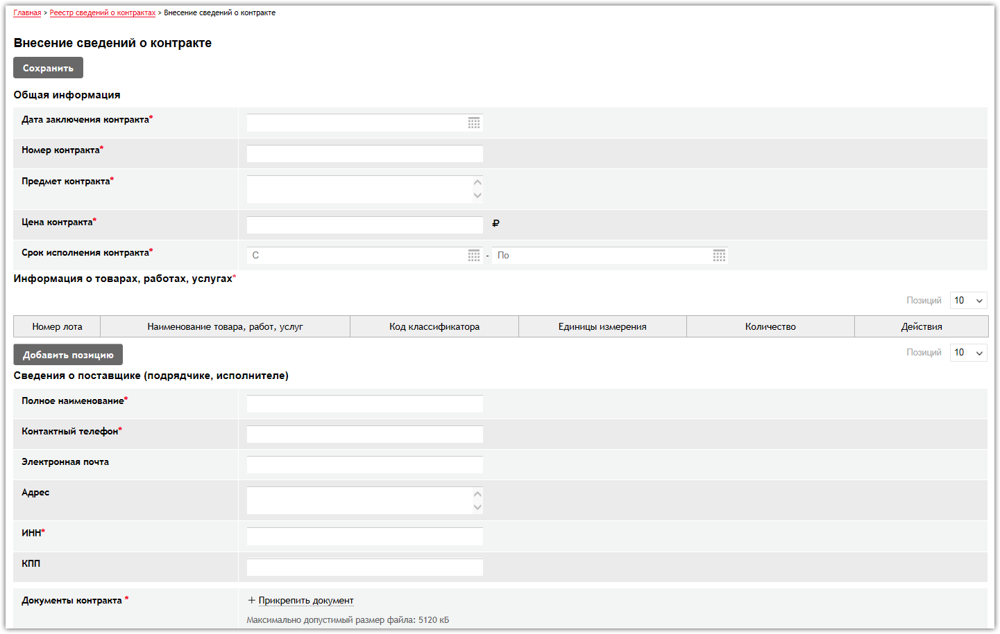 Главная > Реестр сведений о контрактах > Внесение сведений о контракте
Внесение сведений о контракте
Сохранить
Общая информация
Дата заключения контракта*
Номер контракта*
Предмет контракта*
Цена контракта* ₽
Срок исполнения контракта* С - По
Информация о товарах, работах, услугах*
Позиций 10
Номер лота Наименование товара, работ, услуг Код классификатора Единицы измерения Количество Действия
Добавить позицию Позиций 10
Сведения о поставщике (подрядчике, исполнителе)
Полное наименование*
Контактный телефон*
Электронная почта
Адрес
ИНН*
КПП
Документы контракта * + Прикрепить документ
Максимально допустимый размер файла: 5120 кБ